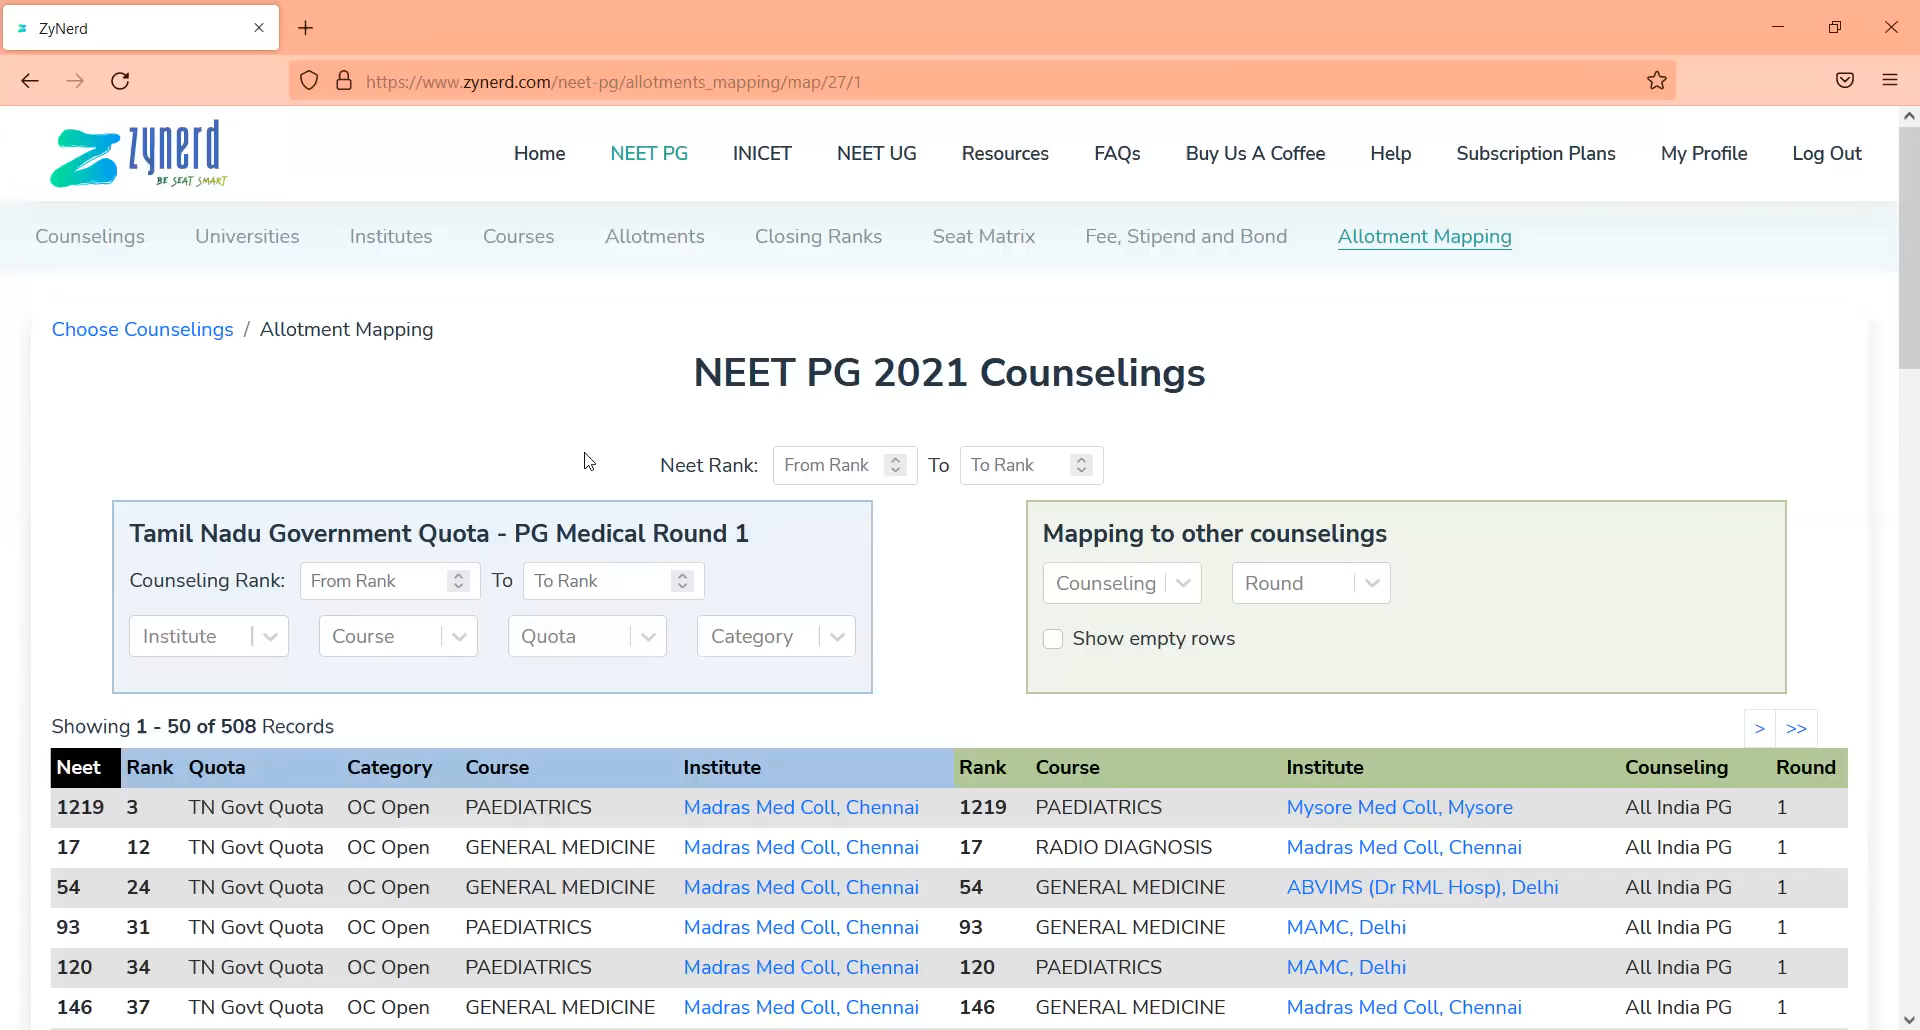 ZyNerd
https://www.zynerd.com/neet-pg/allotments_mapping/map/27/1
zynerd
BE SEAT SMART
Home NEET PG INICET NEET UG Resources FAQs Buy Us A Coffee Help Subscription Plans My Profile Log Out
Counselings Universities Institutes Courses Allotments Closing Ranks Seat Matrix Fee, Stipend and Bond Allotment Mapping
Choose Counselings / Allotment Mapping
NEET PG 2021 Counselings
Neet Rank: From Rank To To Rank
Tamil Nadu Government Quota - PG Medical Round 1
Counseling Rank: From Rank To To Rank
Institute Course Quota Category
Mapping to other counselings
Counseling Round
Show empty rows
Showing 1 - 50 of 508 Records > >>
Neet Rank Quota Category Course Institute Rank Course Institute Counseling Round
1219 3 TN Govt Quota OC Open PAEDIATRICS Madras Med Coll, Chennai 1219 PAEDIATRICS Mysore Med Coll, Mysore All India PG 1
17 12 TN Govt Quota OC Open GENERAL MEDICINE Madras Med Coll, Chennai 17 RADIO DIAGNOSIS Madras Med Coll, Chennai All India PG 1
54 24 TN Govt Quota OC Open GENERAL MEDICINE Madras Med Coll, Chennai 54 GENERAL MEDICINE ABVIMS (Dr RML Hosp), Delhi All India PG 1
93 31 TN Govt Quota OC Open PAEDIATRICS Madras Med Coll, Chennai 93 GENERAL MEDICINE MAMC, Delhi All India PG 1
120 34 TN Govt Quota OC Open PAEDIATRICS Madras Med Coll, Chennai 120 PAEDIATRICS MAMC, Delhi All India PG 1
146 37 TN Govt Quota OC Open GENERAL MEDICINE Madras Med Coll, Chennai 146 GENERAL MEDICINE Madras Med Coll, Chennai All India PG 1